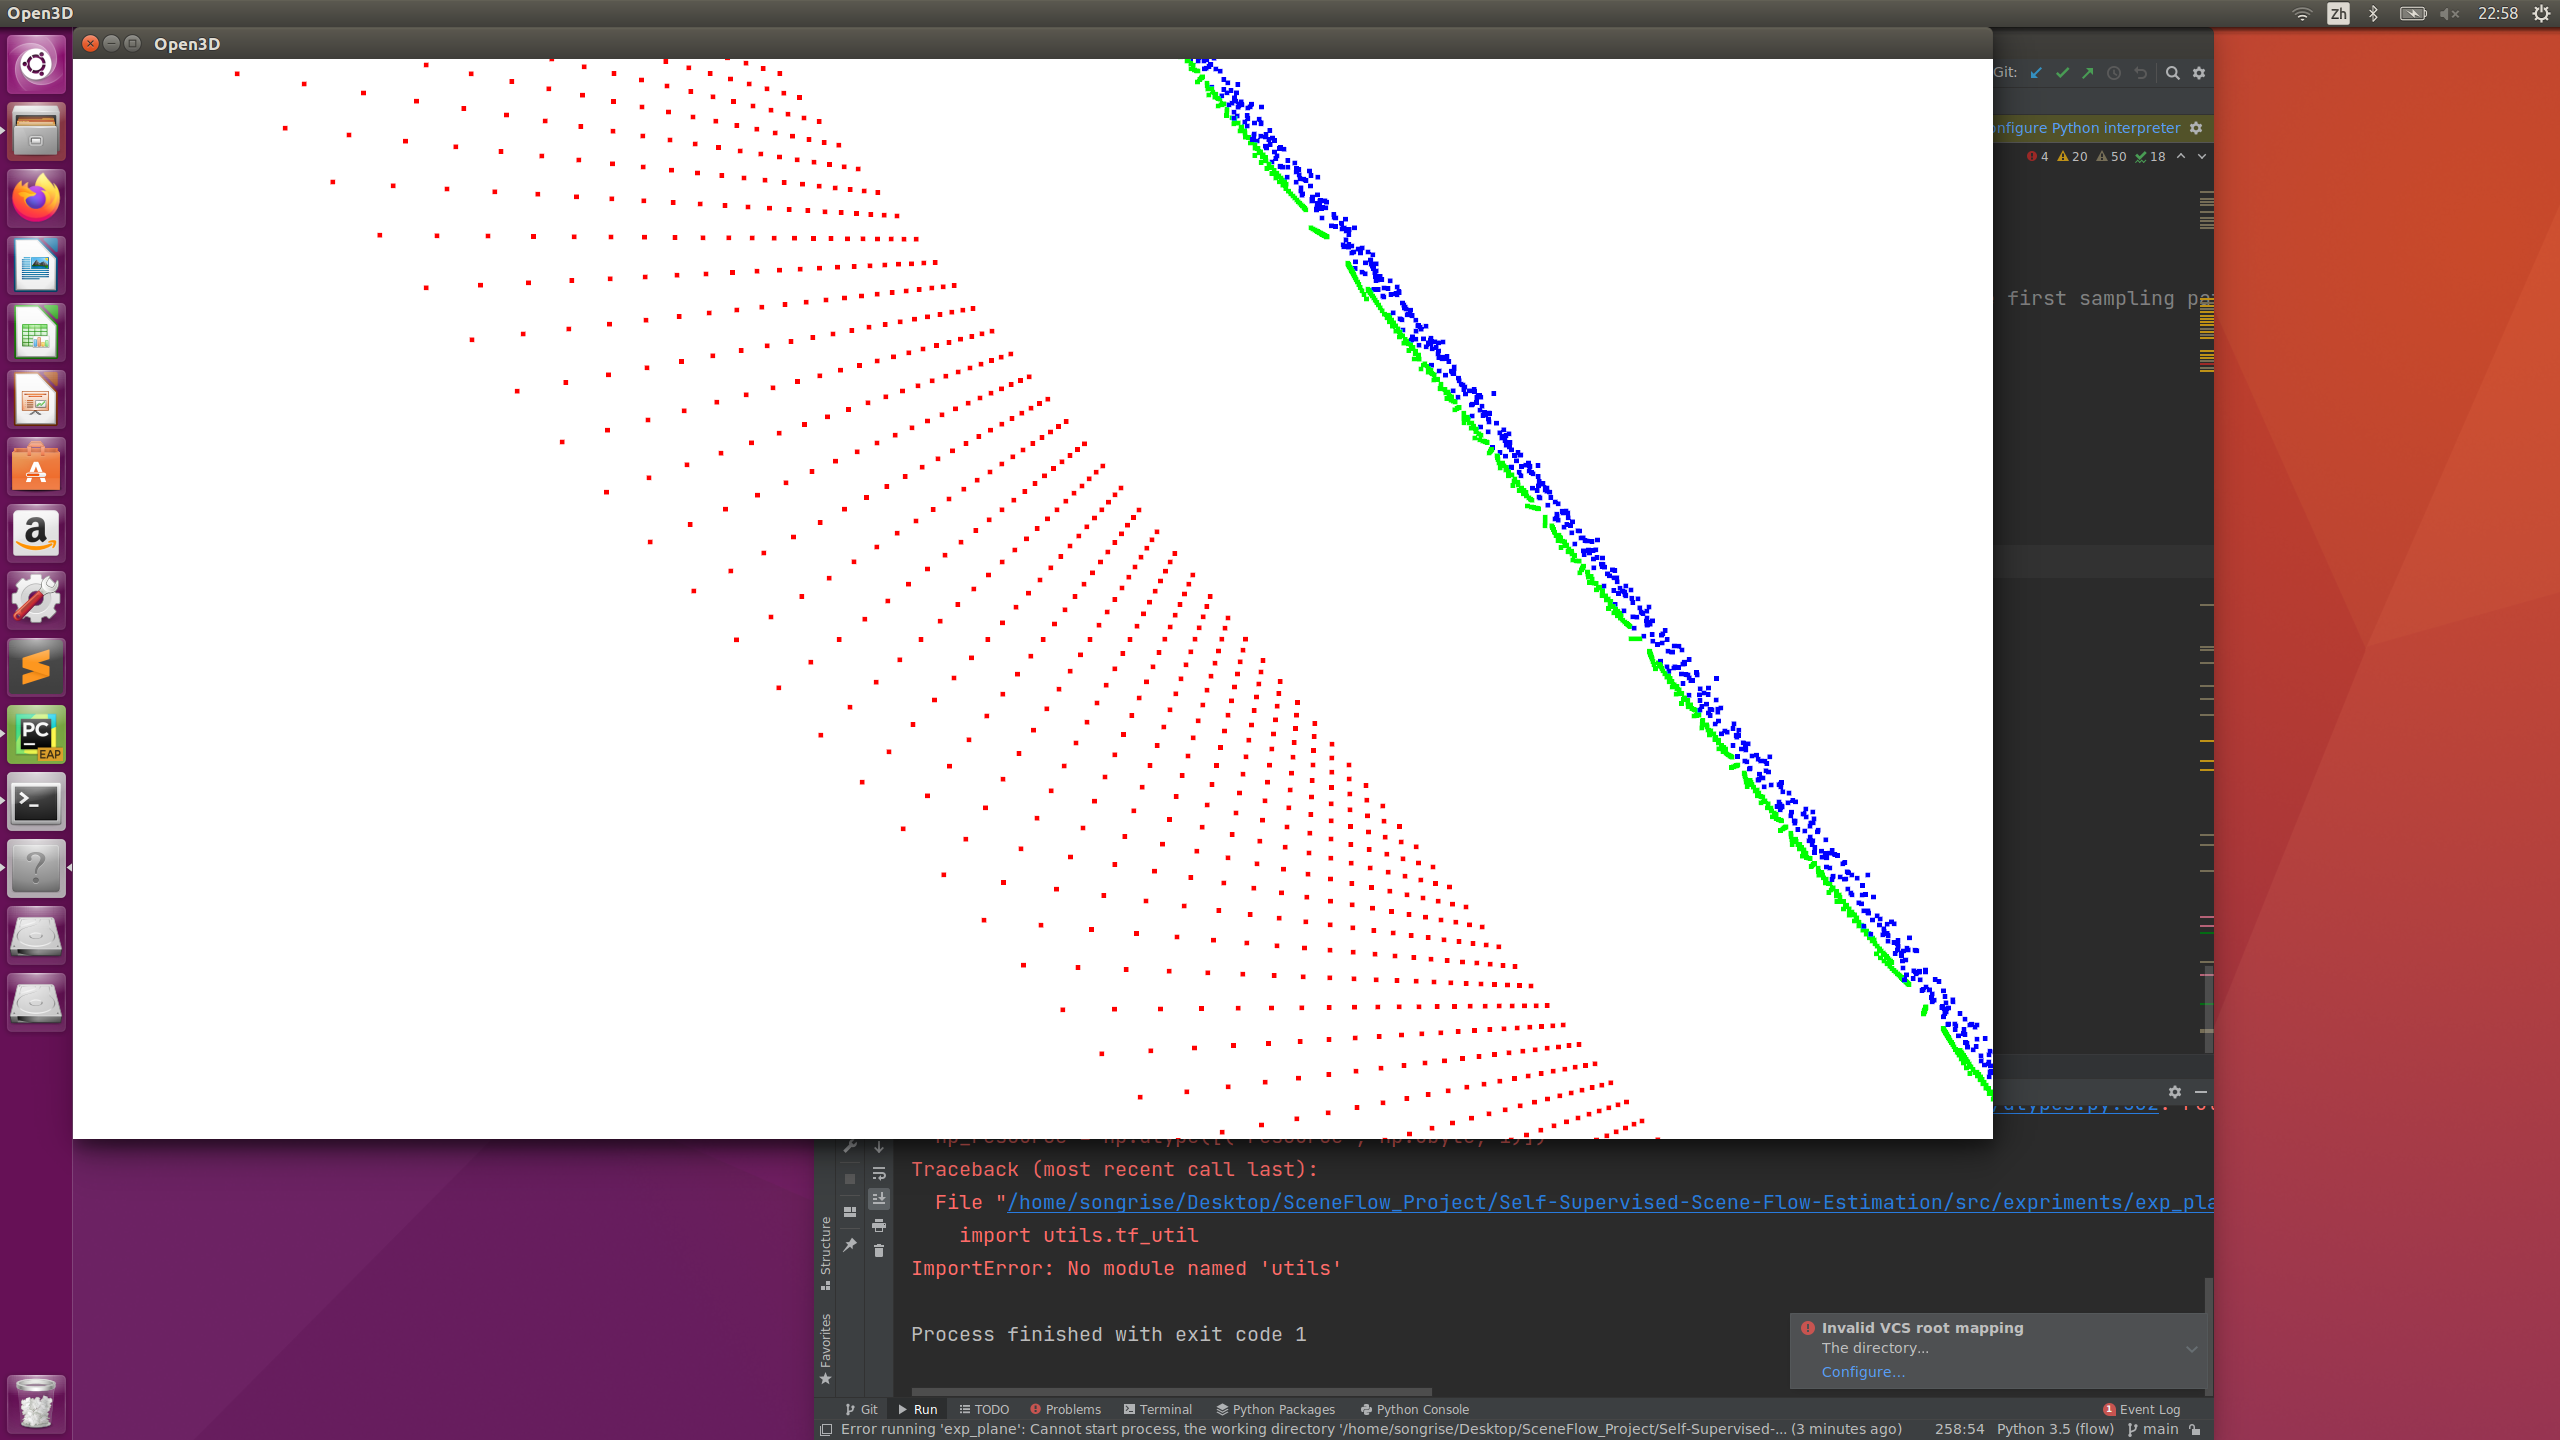 Open3D
Zh
22:58
Open3D
Git:
onfigure Python interpreter
4 20 50 18
first sampling pa
PC
EAP
Traceback (most recent call last):
File "/home/songrise/Desktop/SceneFlow_Project/Self-Supervised-Scene-Flow-Estimation/src/expriments/exp_pla
import utils.tf_util
ImportError: No module named 'utils'
Process finished with exit code 1
Structure
Favorites
Invalid VCS root mapping
The directory...
Configure...
Git
Run
TODO
Problems
Terminal
Python Packages
Python Console
1 Event Log
Error running 'exp_plane': Cannot start process, the working directory '/home/songrise/Desktop/SceneFlow_Project/Self-Supervised-... (3 minutes ago)
258:54
Python 3.5 (flow)
main